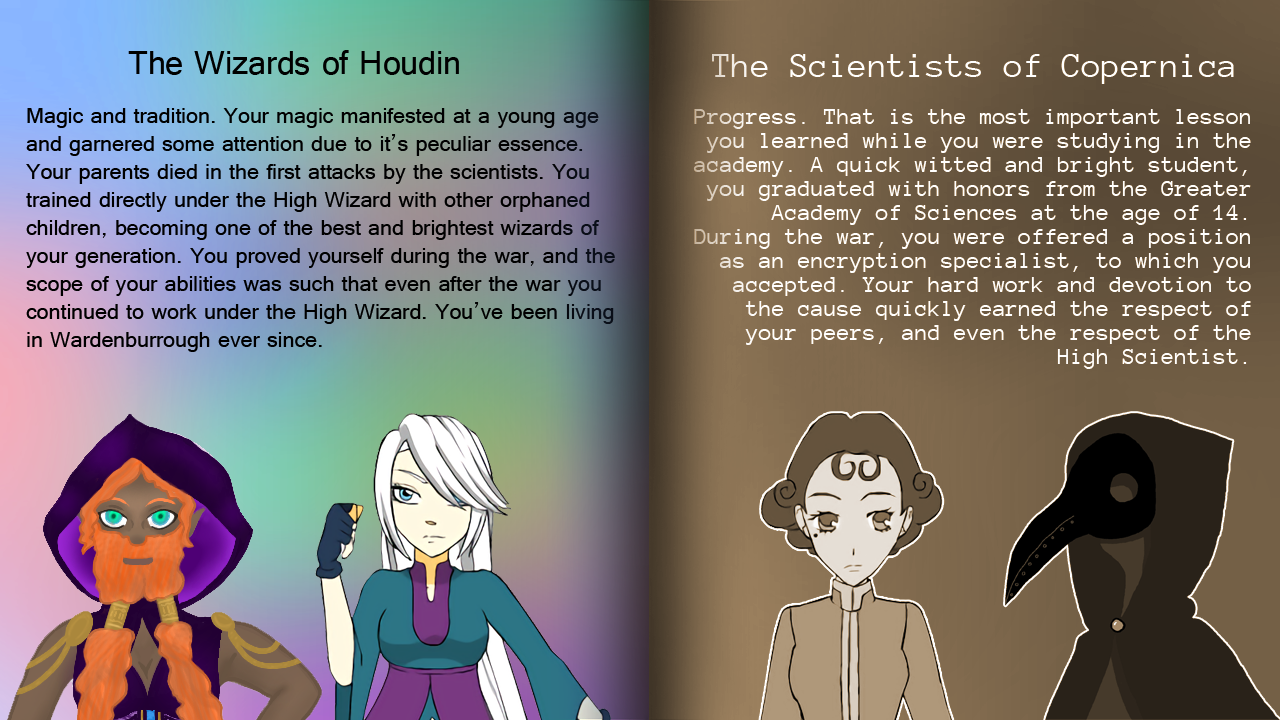 The Wizards of Houdin
Magic and tradition. Your magic manifested at a young age
and garnered some attention due to it's peculiar essence.
Your parents died in the first attacks by the scientists. You
trained directly under the High Wizard with other orphaned
children, becoming one of the best and brightest wizards of
your generation. You proved yourself during the war, and the
scope of your abilities was such that even after the war you
continued to work under the High Wizard. You've been living
in Wardenburrough ever since.
The Scientists of Copernica
Progress. That is the most important lesson
you learned while you were studying in the
academy. A quick witted and bright student,
you graduated with honors from the Greater
Academy of Sciences at the age of 14.
During the war, you were offered a position
as an encryption specialist, to which you
accepted. Your hard work and devotion to
the cause quickly earned the respect of
your peers, and even the respect of the
High Scientist.